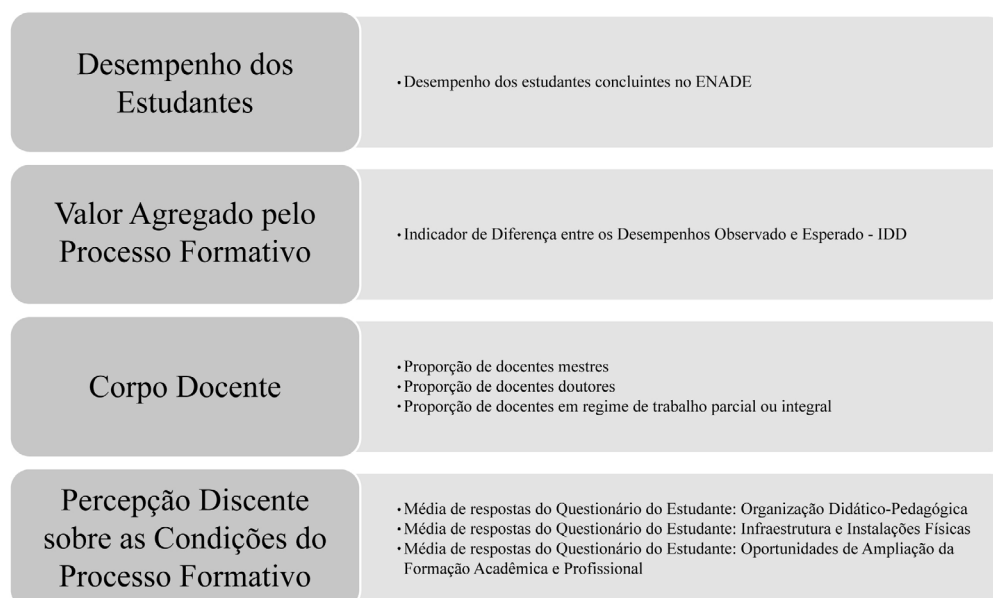 Desempenho dos
Estudantes
•Desempenho dos estudantes concluintes no ENADE
Valor Agregado pelo
Processo Formativo
•Indicador de Diferença entre os Desempenhos Observado e Esperado - IDD
Corpo Docente
•Proporção de docentes mestres
•Proporção de docentes doutores
•Proporção de docentes em regime de trabalho parcial ou integral
Percepção Discente
sobre as Condições do
Processo Formativo
•Média de respostas do Questionário do Estudante: Organização Didático-Pedagógica
•Média de respostas do Questionário do Estudante: Infraestrutura e Instalações Físicas
•Média de respostas do Questionário do Estudante: Oportunidades de Ampliação da
Formação Acadêmica e Profissional